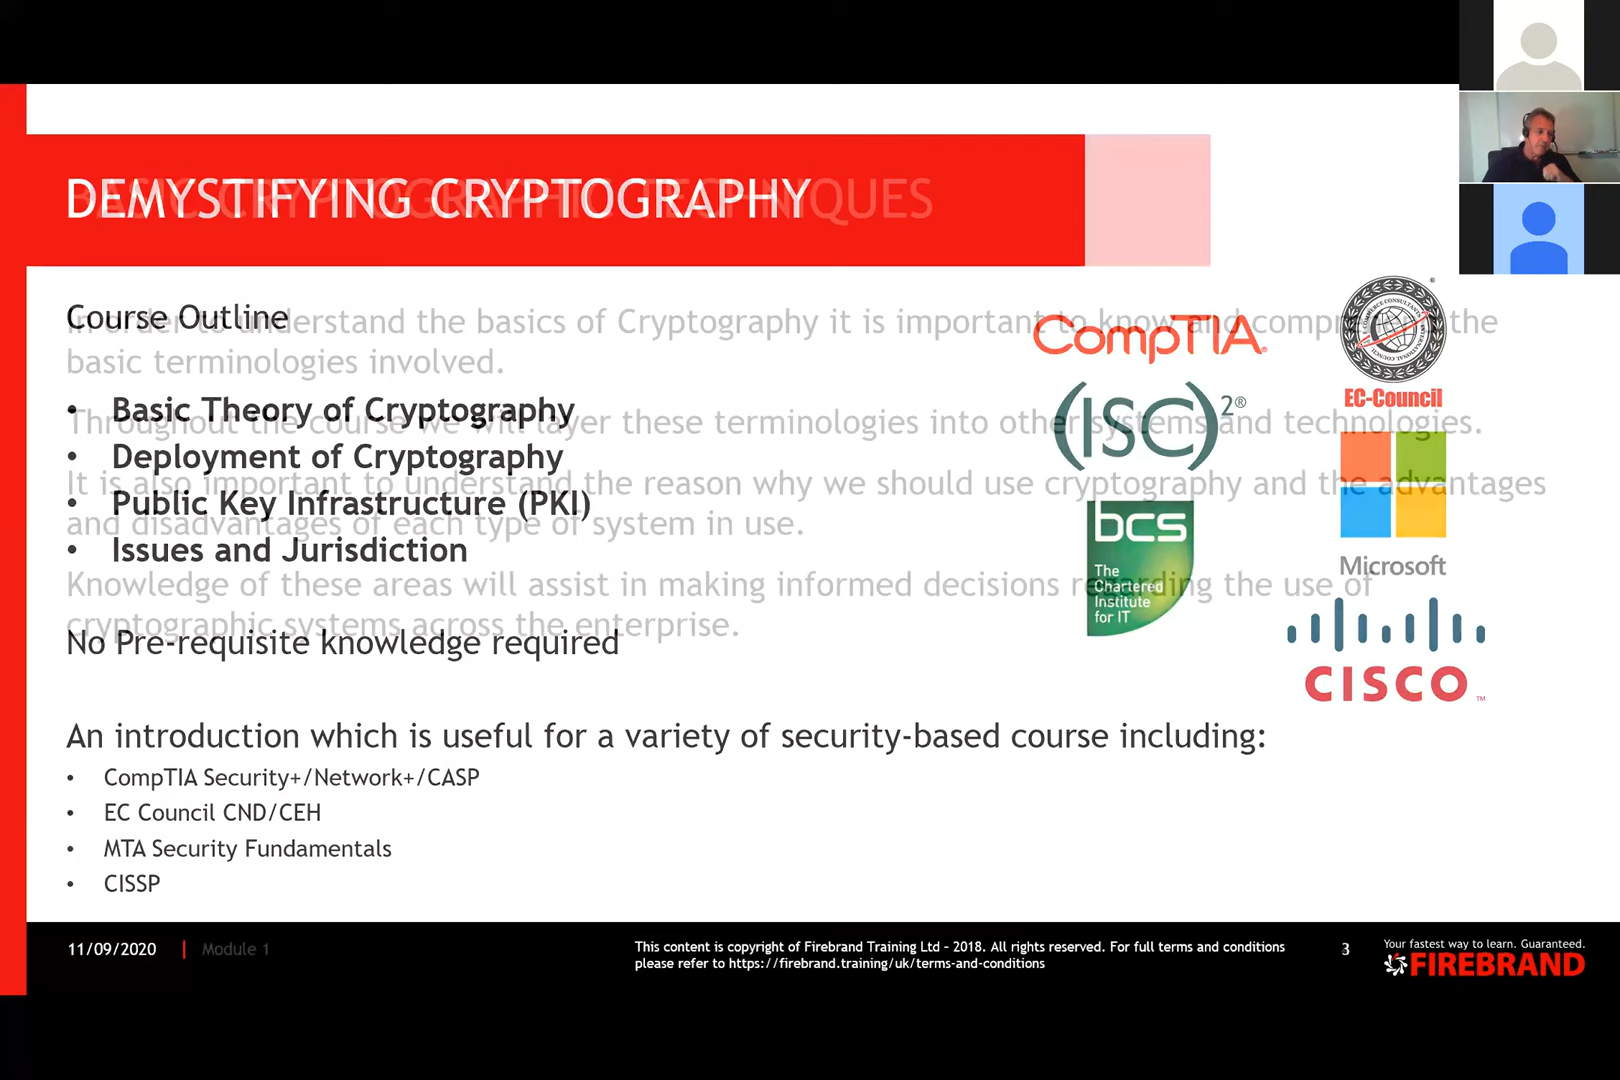 DEMYSTIFYING CRYPTOGRAPHY
BASIC CRYPTOGRAPHIC TECHNIQUES
Course Outline
In order to understand the basics of Cryptography it is important to know and comprehend the
basic terminologies involved.
• Basic Theory of Cryptography
Throughout the course we will layer these terminologies into other systems and technologies.
• Deployment of Cryptography
It is also important to understand the reason why we should use cryptography and the advantages
• Public Key Infrastructure (PKI)
and disadvantages of each type of system in use.
• Issues and Jurisdiction
Knowledge of these areas will assist in making informed decisions regarding the use of
cryptographic systems across the enterprise.
No Pre-requisite knowledge required
An introduction which is useful for a variety of security-based course including:
• CompTIA Security+/Network+/CASP
• EC Council CND/CEH
• MTA Security Fundamentals
• CISSP
CompTIA®
(ISC)2®
bcs
The
Chartered
Institute
for IT
EC-Council
Microsoft
CISCO™
11/09/2020 | Module 1
This content is copyright of Firebrand Training Ltd – 2018. All rights reserved. For full terms and conditions
please refer to https://firebrand.training/uk/terms-and-conditions
3
Your fastest way to learn. Guaranteed.
FIREBRAND